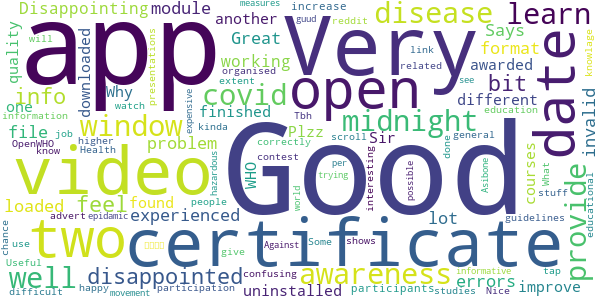 measures
guud reddit
Disappointing module another increase Very disease learn
app
presentations
Great link Says
quality info downloaded Why working open format awarded date
extent will related bit
organised see education knowlage
one covid different invalid
information finished Tbh
file job window midnight
watch expensive kinda Plzz Sir scroll correctly general
OpenWHO higher problem
know Health hazardous WHO contest per done What stuff
video loaded feel found Good trying interesting possible courses provide
people world Asibone educational
two advert epidamic experienced certificate lot guidelines
chance use give Against Some shows
well disappointed awareness errors tap
Useful participation confusing participants studies Nice informative
difficult happy movement uninstalled improve